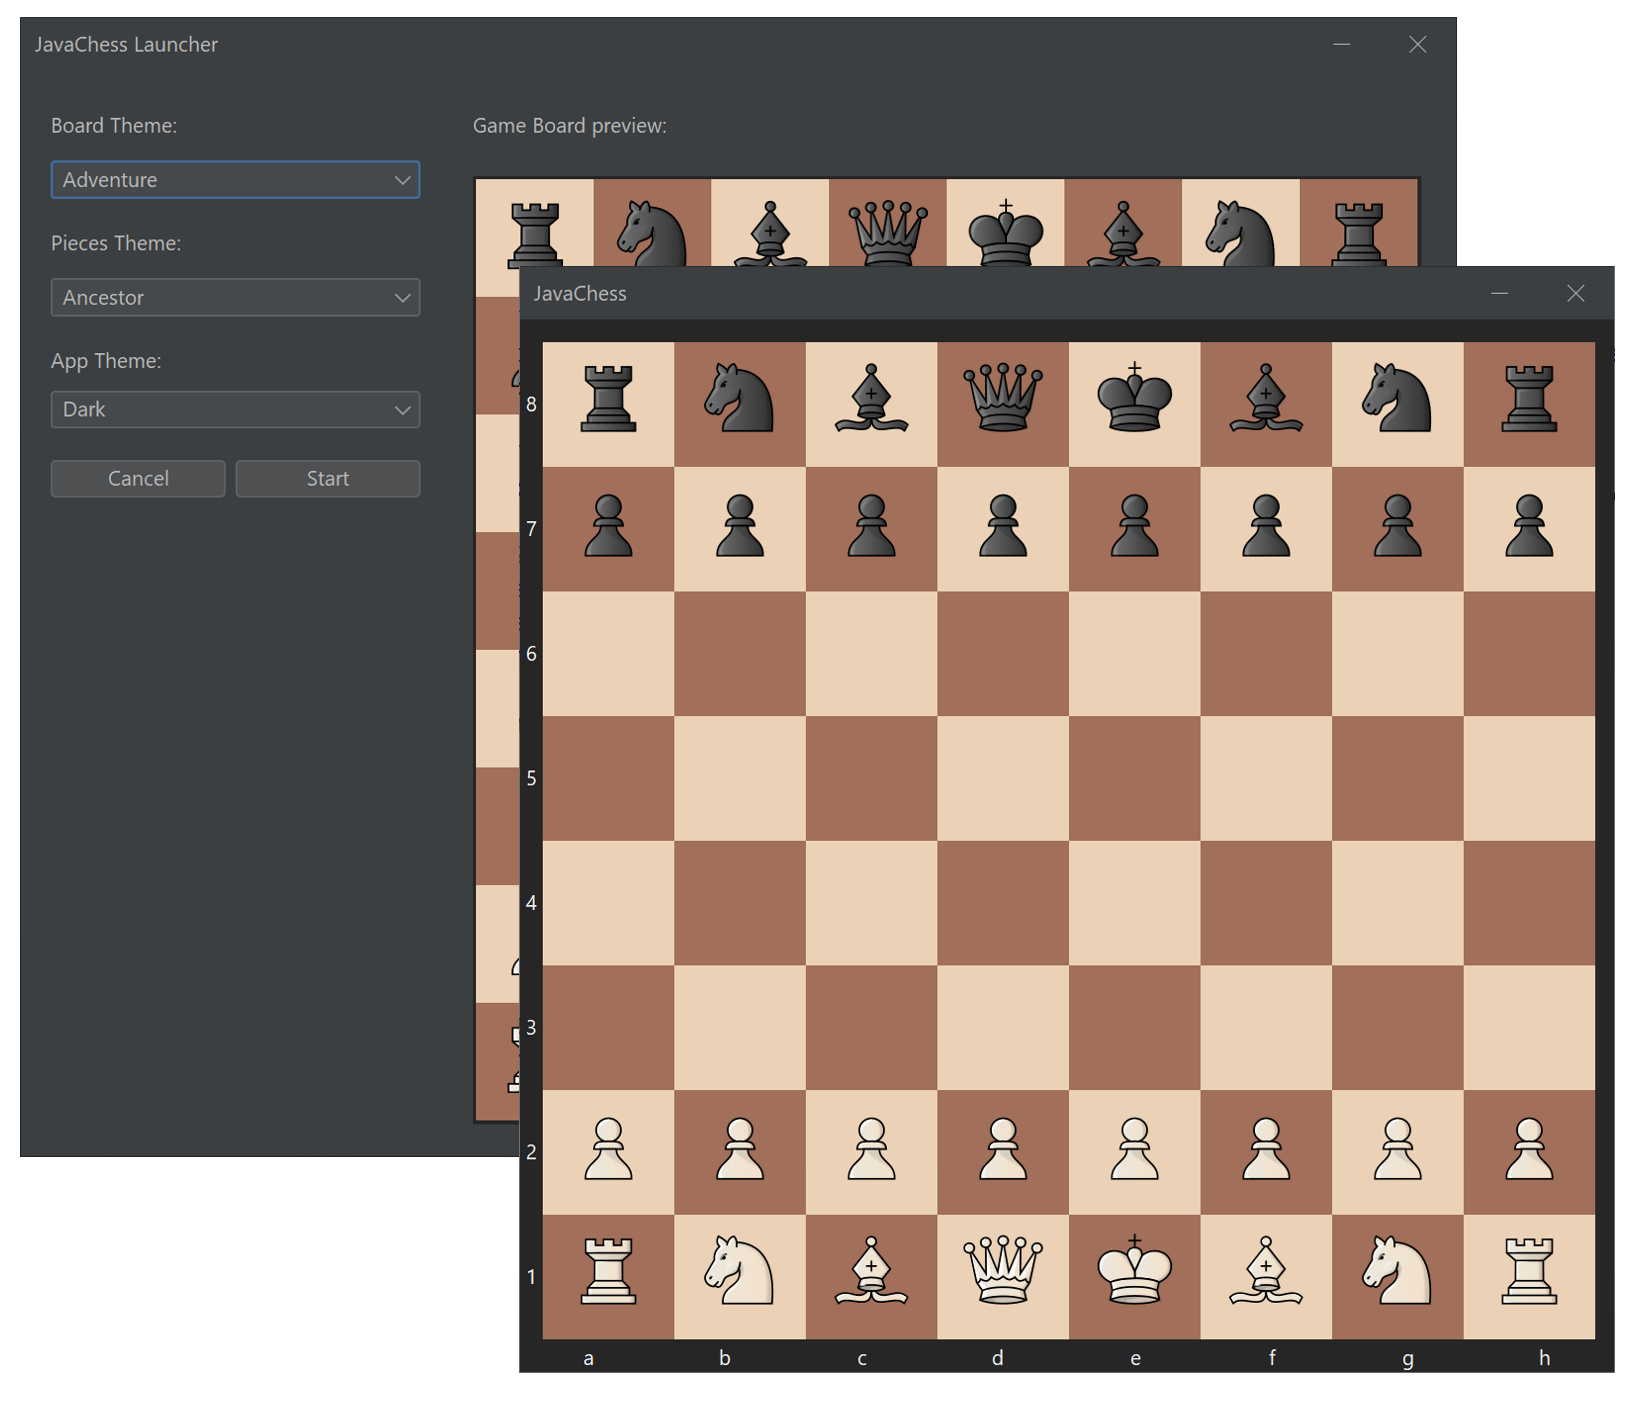 JavaChess Launcher
Board Theme:
Adventure
Pieces Theme:
Ancestor
App Theme:
Dark
Cancel Start
Game Board preview:
JavaChess
8
7
6
5
4
3
2
1
a b c d e f g h